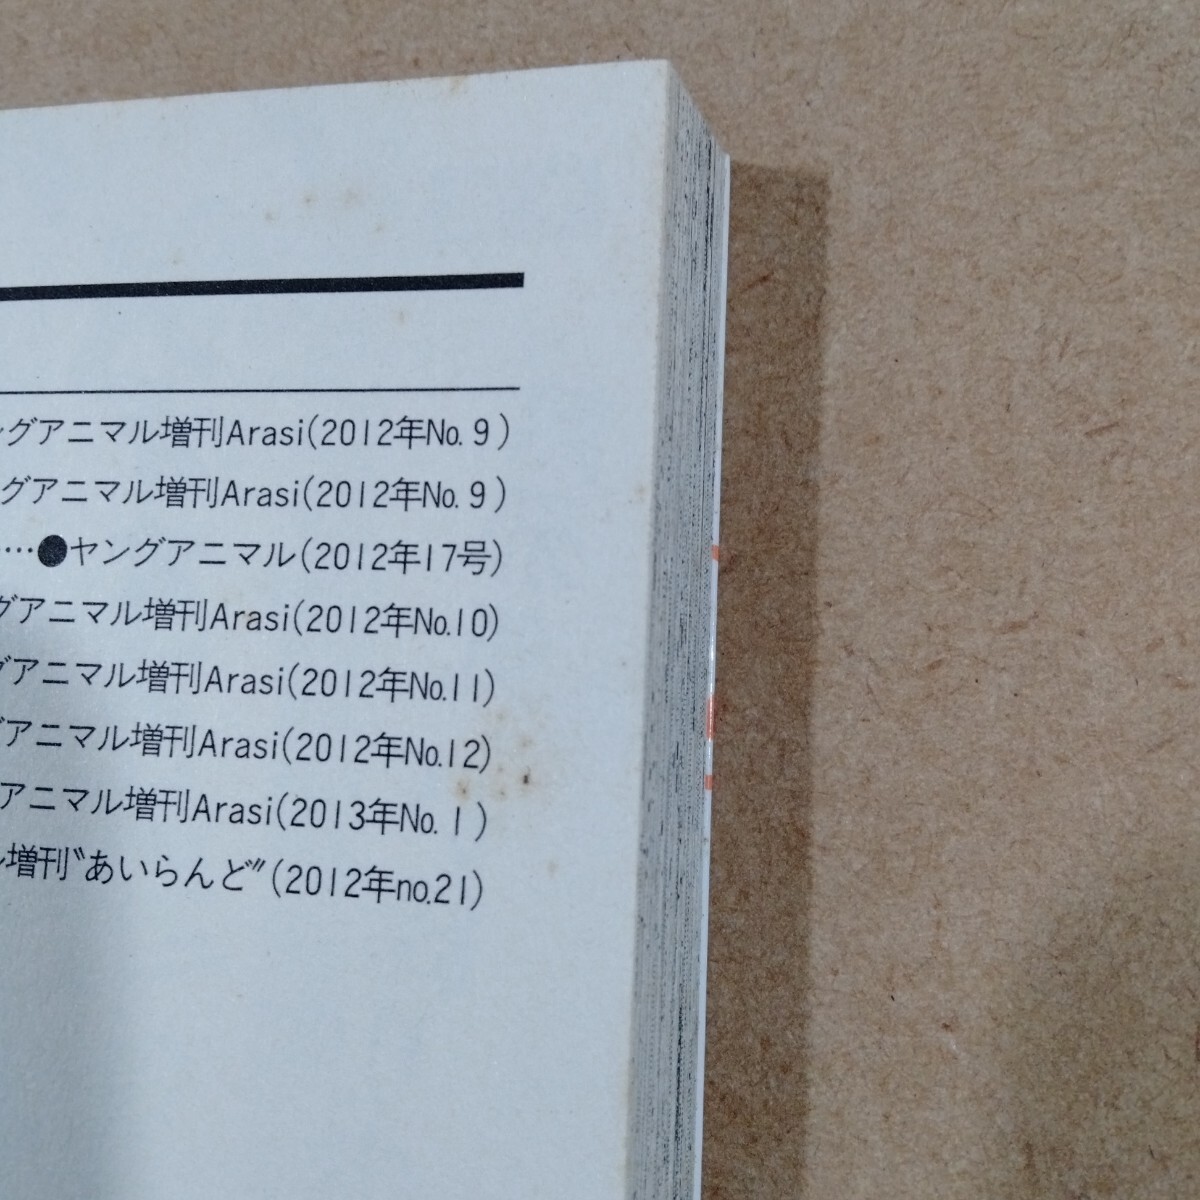 ングアニマル増刊Arasi(2012年No. 9 )
グアニマル増刊Arasi(2012年No. 9 )
……●ヤングアニマル(2012年17号)
グアニマル増刊Arasi(2012年No.10)
グアニマル増刊Arasi(2012年No.11)
アニマル増刊Arasi(2012年No.12)
アニマル増刊Arasi(2013年No. 1 )
ル増刊〝あいらんど〟(2012年no.21)